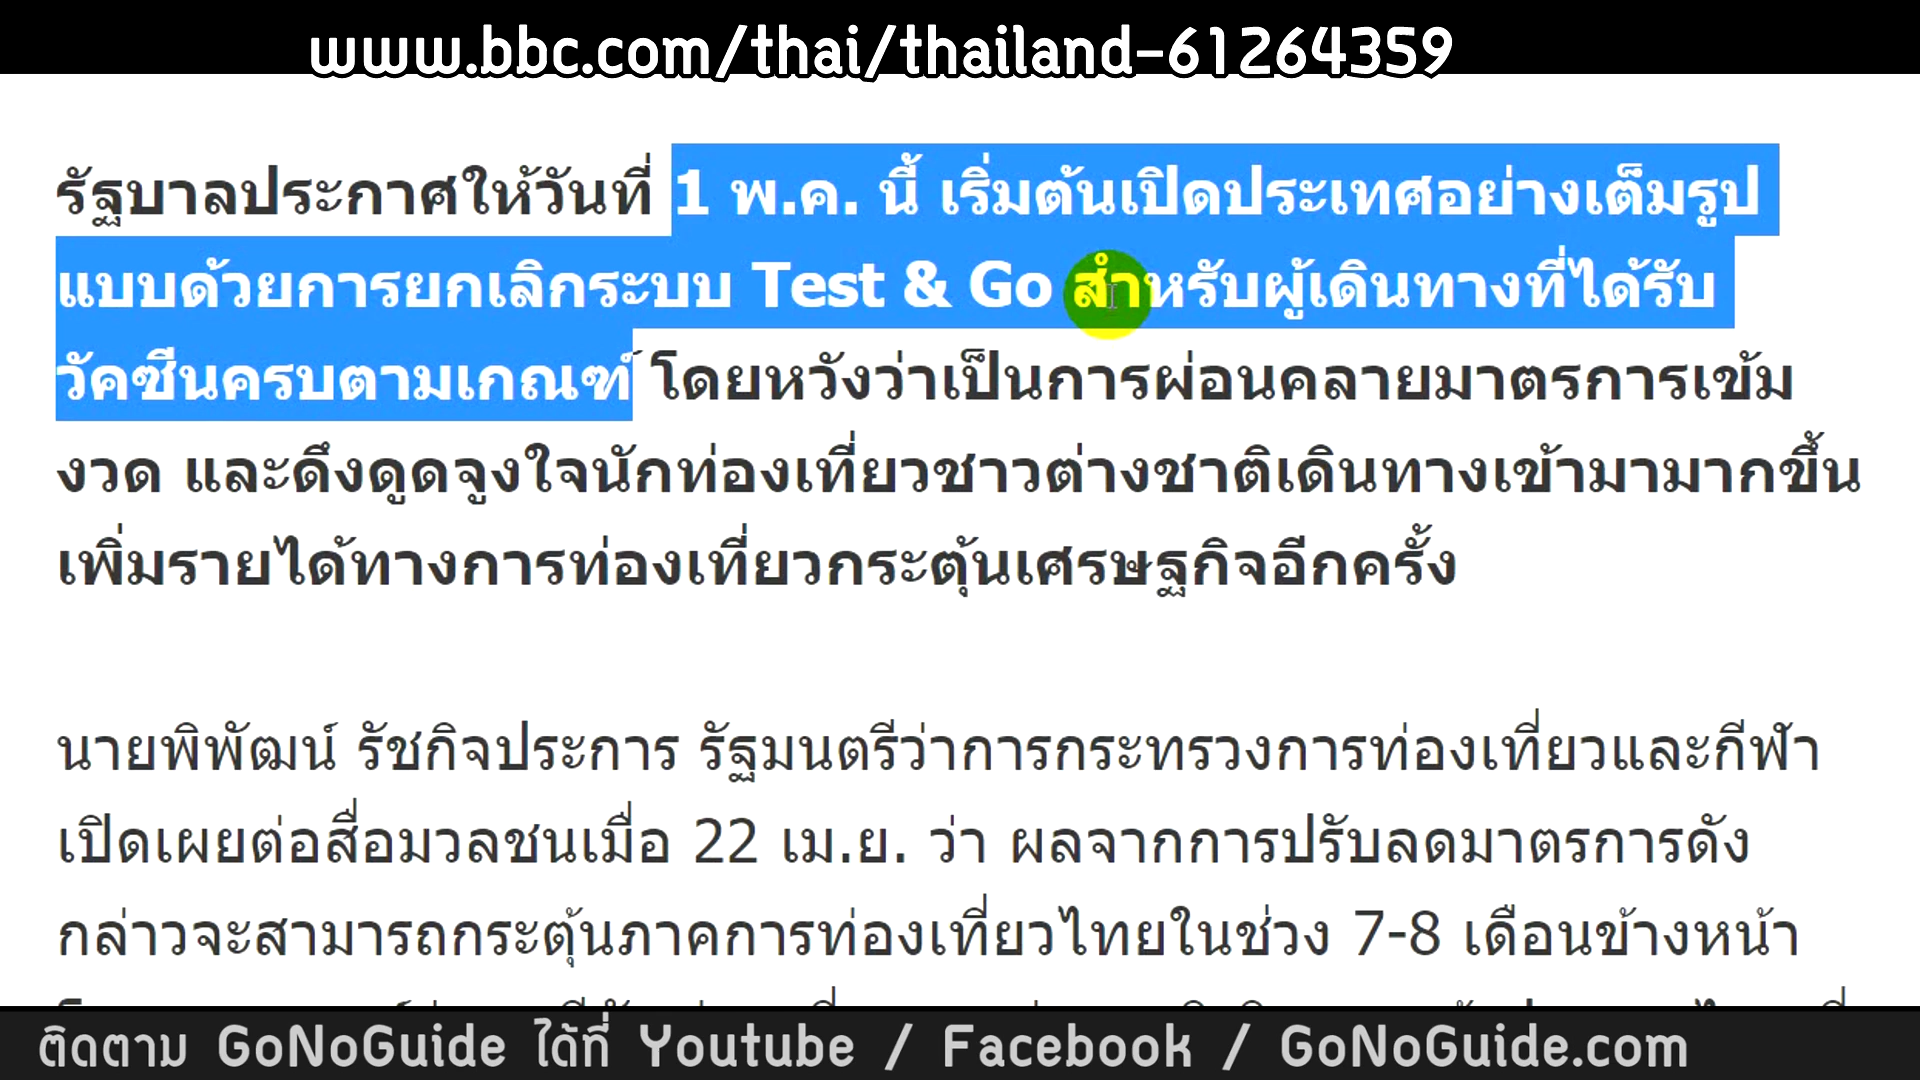 www.bbc.com/thai/thailand-61264359
รัฐบาลประกาศให้วันที่ 1 พ.ค. นี้ เริ่มต้นเปิดประเทศอย่างเต็มรูป
แบบด้วยการยกเลิกระบบ Test & Go สำหรับผู้เดินทางที่ได้รับ
วัคซีนครบตามเกณฑ์ โดยหวังว่าเป็นการผ่อนคลายมาตรการเข้ม
งวด และดึงดูดจูงใจนักท่องเที่ยวชาวต่างชาติเดินทางเข้ามามากขึ้น
เพิ่มรายได้ทางการท่องเที่ยวกระตุ้นเศรษฐกิจอีกครั้ง
นายพิพัฒน์ รัชกิจประการ รัฐมนตรีว่าการกระทรวงการท่องเที่ยวและกีฬา
เปิดเผยต่อสื่อมวลชนเมื่อ 22 เม.ย. ว่า ผลจากการปรับลดมาตรการดัง
กล่าวจะสามารถกระตุ้นภาคการท่องเที่ยวไทยในช่วง 7-8 เดือนข้างหน้า
ติดตาม GoNoGuide ได้ที่ Youtube / Facebook / GoNoGuide.com